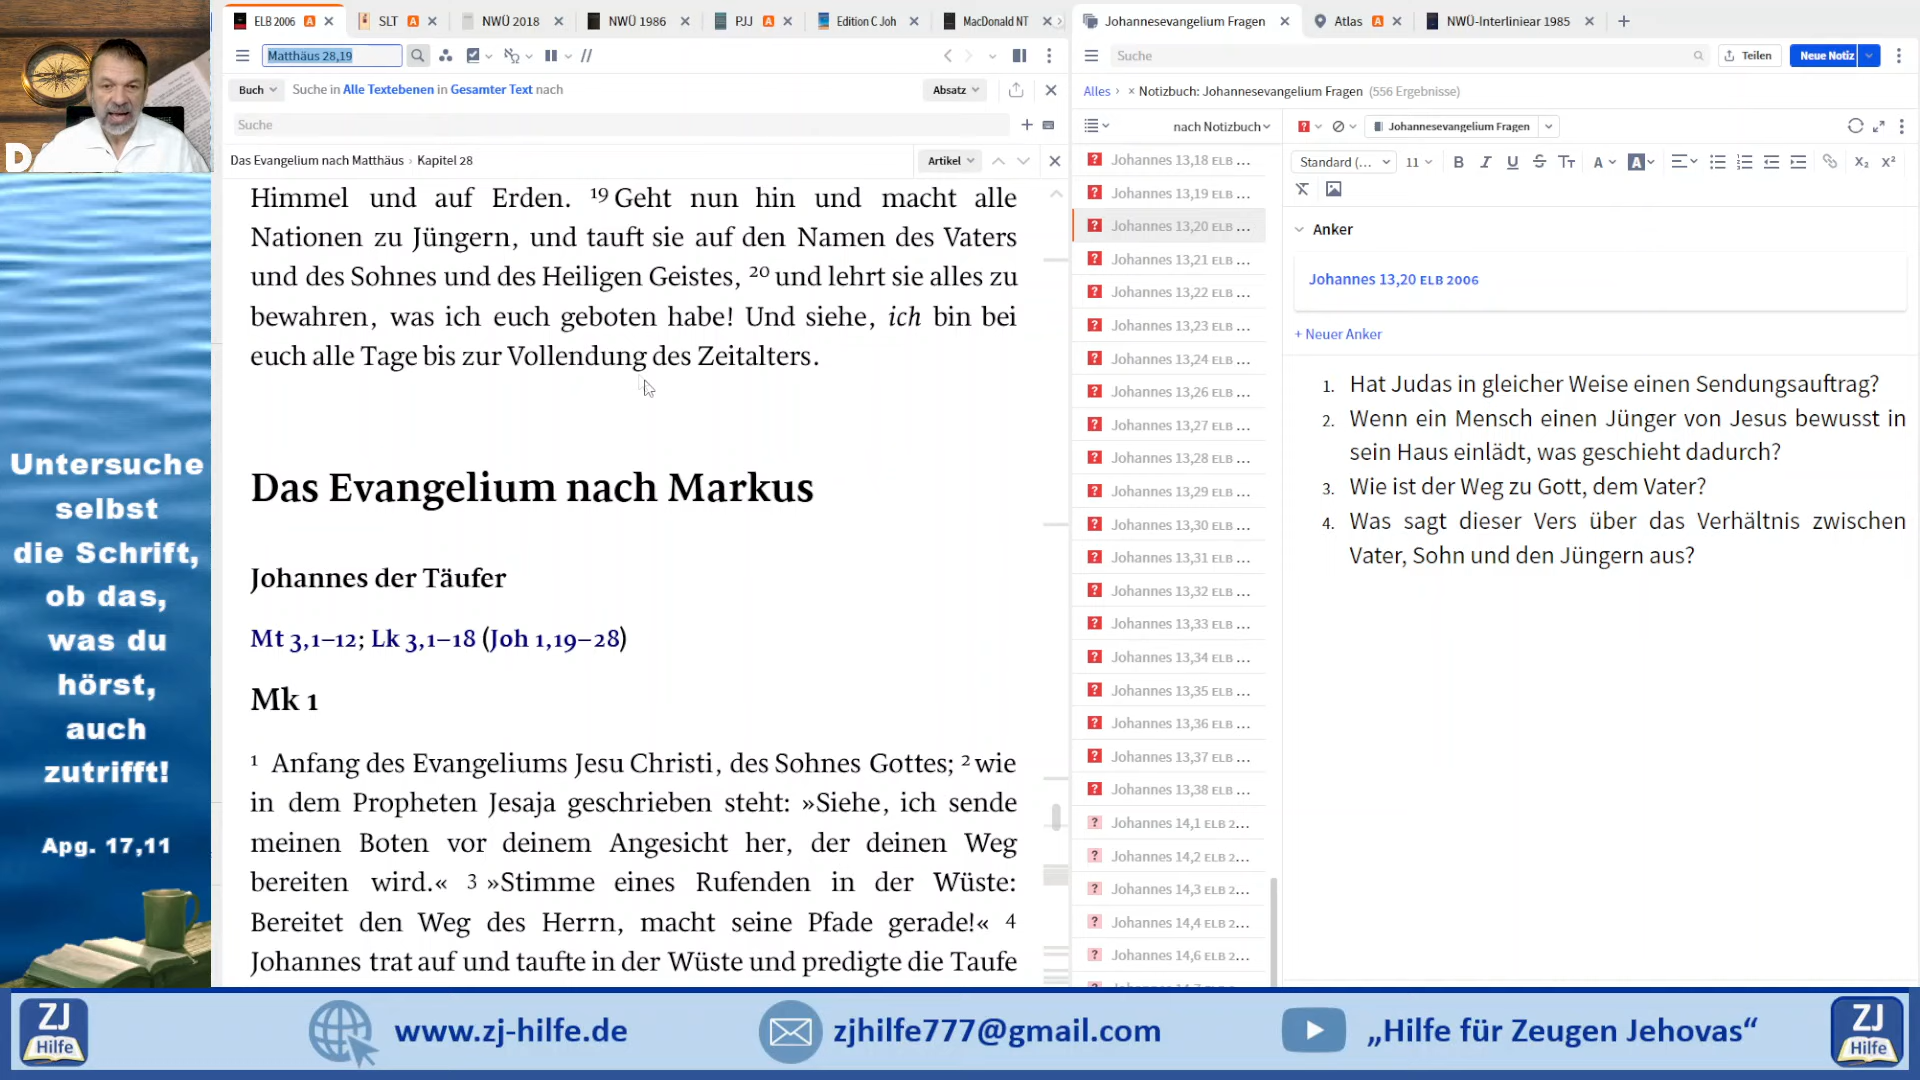 ELB 2006 A
SLT A
NWÜ 2018
NWÜ 1986
PJJ A
Edition C Joh
MacDonald NT
Johannesevangelium Fragen
Atlas A
NWÜ-Interliniear 1985
Matthäus 28,19
Suche
Teilen
Neue Notiz
Buch
Suche in Alle Textebenen in Gesamter Text nach
Absatz
Suche
Alles › × Notizbuch: Johannesevangelium Fragen (556 Ergebnisse)
nach Notizbuch
Johannesevangelium Fragen
Das Evangelium nach Matthäus › Kapitel 28
Artikel
Himmel und auf Erden. 19 Geht nun hin und macht alle
Nationen zu Jüngern, und tauft sie auf den Namen des Vaters
und des Sohnes und des Heiligen Geistes, 20 und lehrt sie alles zu
bewahren, was ich euch geboten habe! Und siehe, ich bin bei
euch alle Tage bis zur Vollendung des Zeitalters.
Das Evangelium nach Markus
Johannes der Täufer
Mt 3,1–12; Lk 3,1–18 (Joh 1,19–28)
Mk 1
1 Anfang des Evangeliums Jesu Christi, des Sohnes Gottes; 2 wie
in dem Propheten Jesaja geschrieben steht: »Siehe, ich sende
meinen Boten vor deinem Angesicht her, der deinen Weg
bereiten wird.« 3 »Stimme eines Rufenden in der Wüste:
Bereitet den Weg des Herrn, macht seine Pfade gerade!« 4
Johannes trat auf und taufte in der Wüste und predigte die Taufe
Johannes 13,18 ELB ...
Johannes 13,19 ELB ...
Johannes 13,20 ELB ...
Johannes 13,21 ELB ...
Johannes 13,22 ELB ...
Johannes 13,23 ELB ...
Johannes 13,24 ELB ...
Johannes 13,26 ELB ...
Johannes 13,27 ELB ...
Johannes 13,28 ELB ...
Johannes 13,29 ELB ...
Johannes 13,30 ELB ...
Johannes 13,31 ELB ...
Johannes 13,32 ELB ...
Johannes 13,33 ELB ...
Johannes 13,34 ELB ...
Johannes 13,35 ELB ...
Johannes 13,36 ELB ...
Johannes 13,37 ELB ...
Johannes 13,38 ELB ...
Johannes 14,1 ELB 2...
Johannes 14,2 ELB 2...
Johannes 14,3 ELB 2...
Johannes 14,4 ELB 2...
Johannes 14,6 ELB 2...
Standard (...
11
B I U S Tт A A X₂ X²
Anker
Johannes 13,20 ELB 2006
+ Neuer Anker
1. Hat Judas in gleicher Weise einen Sendungsauftrag?
2. Wenn ein Mensch einen Jünger von Jesus bewusst in
sein Haus einlädt, was geschieht dadurch?
3. Wie ist der Weg zu Gott, dem Vater?
4. Was sagt dieser Vers über das Verhältnis zwischen
Vater, Sohn und den Jüngern aus?
Untersuche
selbst
die Schrift,
ob das,
was du
hörst,
auch
zutrifft!
Apg. 17,11
ZJ
Hilfe
www.zj-hilfe.de
zjhilfe777@gmail.com
„Hilfe für Zeugen Jehovas“
ZJ
Hilfe